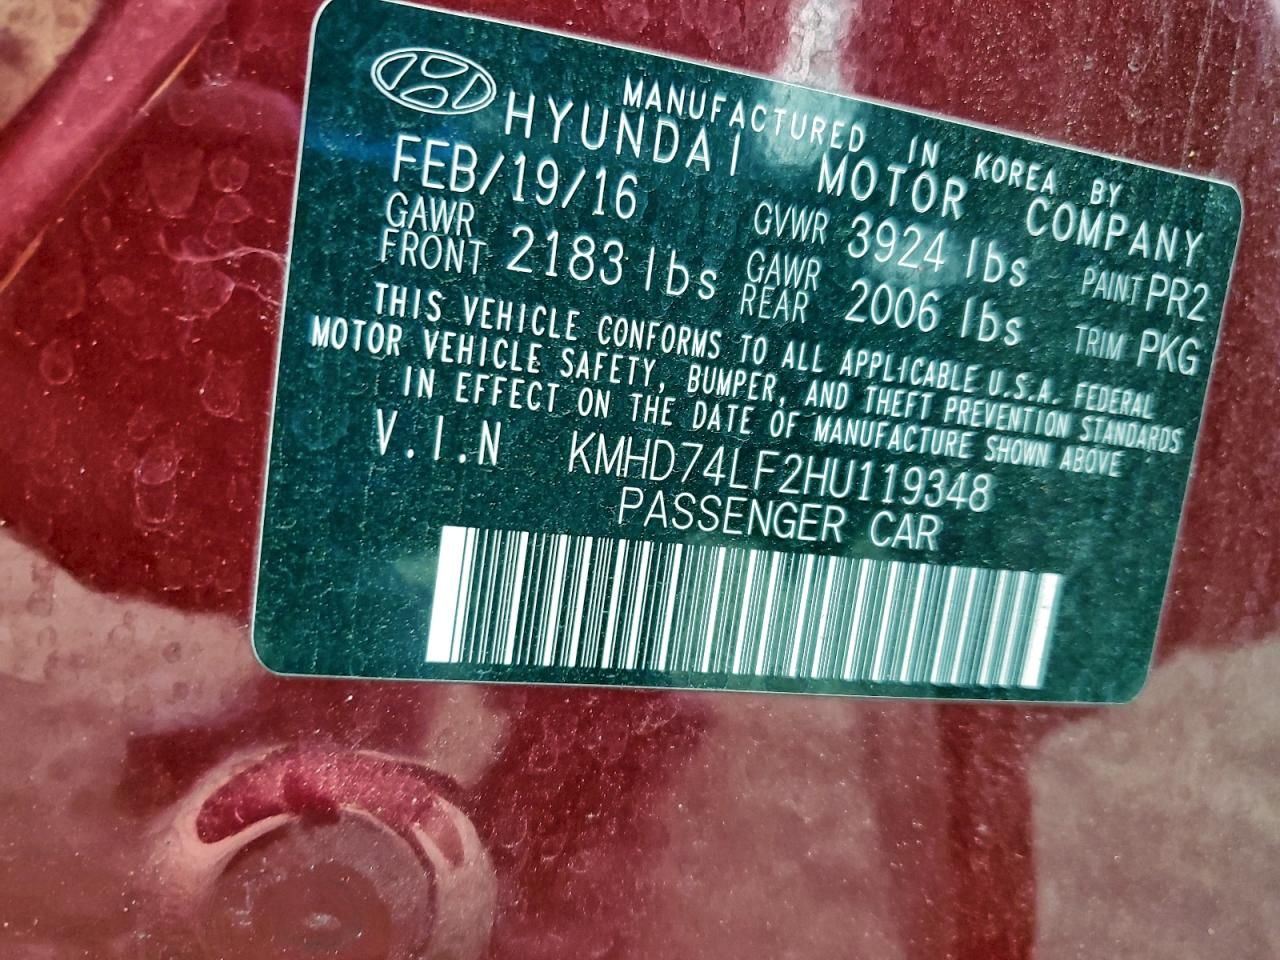 MANUFACTURED IN KOREA BY
HYUNDAI MOTOR COMPANY
FEB/19/16 GVWR 3924 lbs PAINT PR2
GAWR FRONT 2183 lbs GAWR REAR 2006 lbs TRIM PKG
THIS VEHICLE CONFORMS TO ALL APPLICABLE U.S.A. FEDERAL
MOTOR VEHICLE SAFETY, BUMPER, AND THEFT PREVENTION STANDARDS
IN EFFECT ON THE DATE OF MANUFACTURE SHOWN ABOVE
V.I.N KMHD74LF2HU119348
PASSENGER CAR